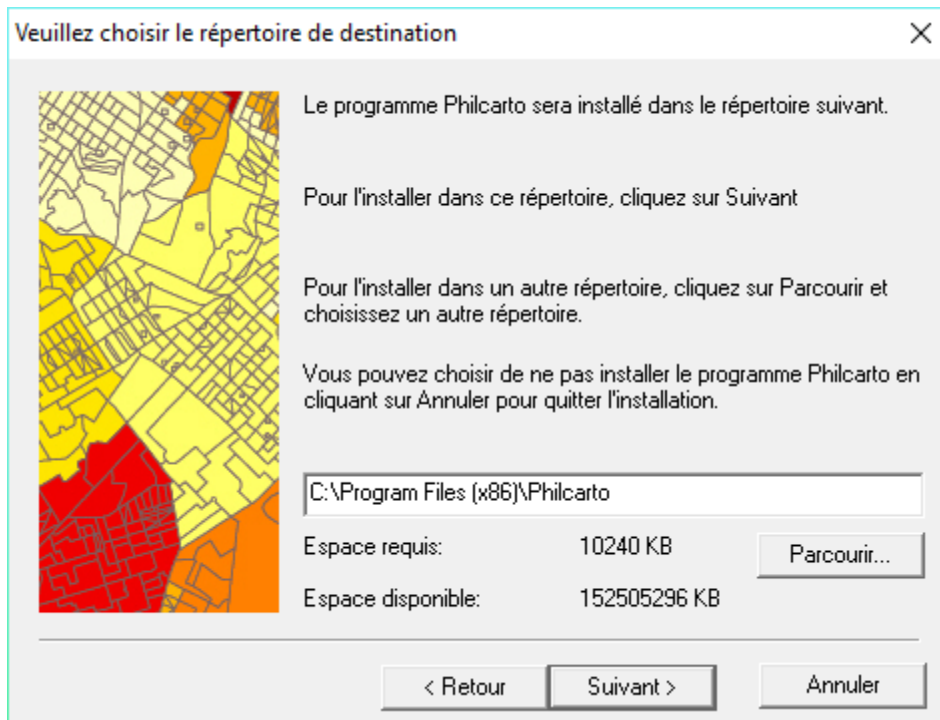 Veuillez choisir le répertoire de destination
Le programme Philcarto sera installé dans le répertoire suivant.
Pour l'installer dans ce répertoire, cliquez sur Suivant
Pour l'installer dans un autre répertoire, cliquez sur Parcourir et
choisissez un autre répertoire.
Vous pouvez choisir de ne pas installer le programme Philcarto en
cliquant sur Annuler pour quitter l'installation.
C:\Program Files (x86)\Philcarto
Espace requis: 10240 KB
Parcourir...
Espace disponible: 152505296 KB
< Retour Suivant > Annuler